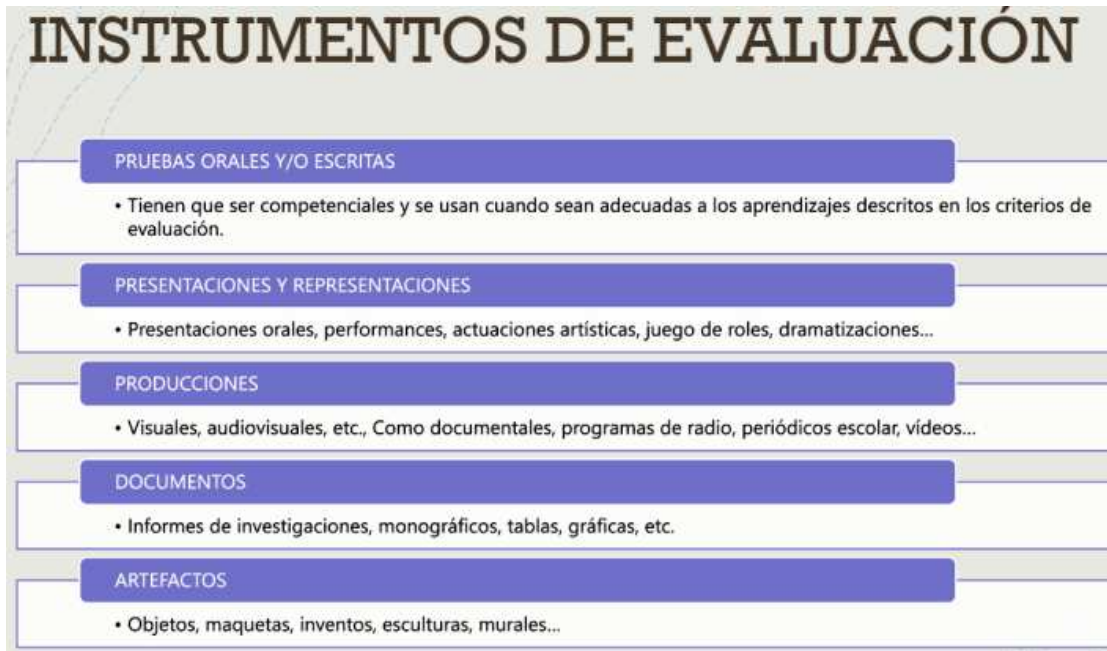 INSTRUMENTOS DE EVALUACIÓN
PRUEBAS ORALES Y/O ESCRITAS
• Tienen que ser competenciales y se usan cuando sean adecuadas a los aprendizajes descritos en los criterios de
evaluación.
PRESENTACIONES Y REPRESENTACIONES
• Presentaciones orales, performances, actuaciones artísticas, juego de roles, dramatizaciones...
PRODUCCIONES
• Visuales, audiovisuales, etc., Como documentales, programas de radio, periódicos escolar, vídeos...
DOCUMENTOS
• Informes de investigaciones, monográficos, tablas, gráficas, etc.
ARTEFACTOS
• Objetos, maquetas, inventos, esculturas, murales...